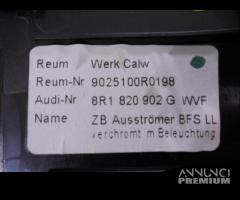 Reum Werk Calw
Reum-Nr 9025100R0198
Audi-Nr 8R1 820 902 G WVF
Name ZB Ausströmer BFS LL
verchromt m.Beleuchtung
ANNUNCI
PREMIUM